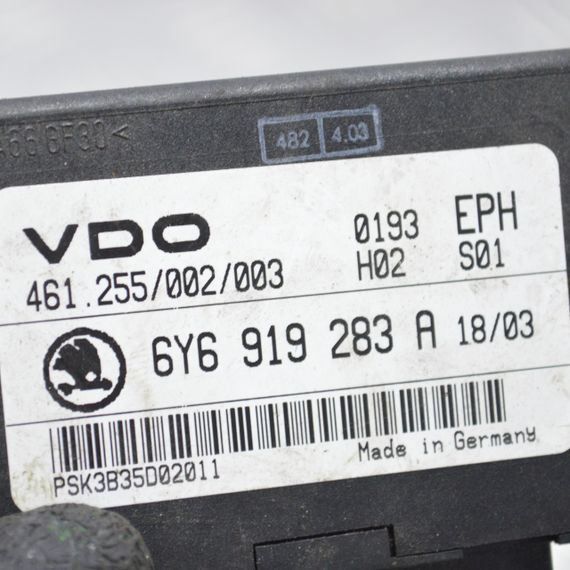 482 4.03
VDO 0193 EPH
461.255/002/003 H02 S01
6Y6 919 283 A 18/03
Made in Germany
PSK3B35D02011